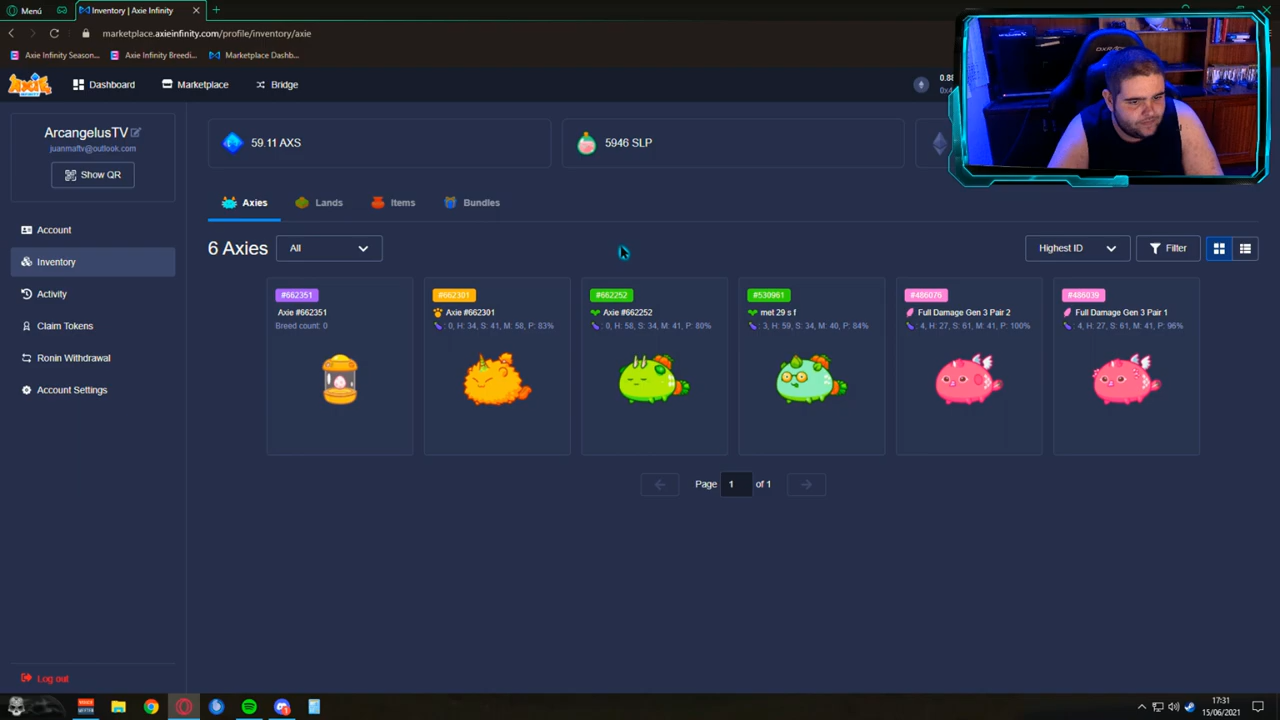 Menú
Inventory | Axie Infinity
marketplace.axieinfinity.com/profile/inventory/axie
Axie Infinity Season...
Axie Infinity Breedi...
Marketplace Dashb...
Dashboard
Marketplace
Bridge
ArcangelusTV
juanmaftv@outlook.com
Show QR
59.11 AXS
5946 SLP
Axies
Lands
Items
Bundles
Account
Inventory
Activity
Claim Tokens
Ronin Withdrawal
Account Settings
Log out
6 Axies
All
Highest ID
Filter
#662351
Axie #662351
Breed count: 0
#662301
Axie #662301
: 0, H: 34, S: 41, M: 58, P: 83%
#662252
Axie #662252
: 0, H: 58, S: 34, M: 41, P: 80%
#530961
met 29 s f
: 3, H: 59, S: 34, M: 40, P: 84%
#486076
Full Damage Gen 3 Pair 2
: 4, H: 27, S: 61, M: 41, P: 100%
#486039
Full Damage Gen 3 Pair 1
: 4, H: 27, S: 61, M: 41, P: 96%
Page 1 of 1
17:31
15/06/2021